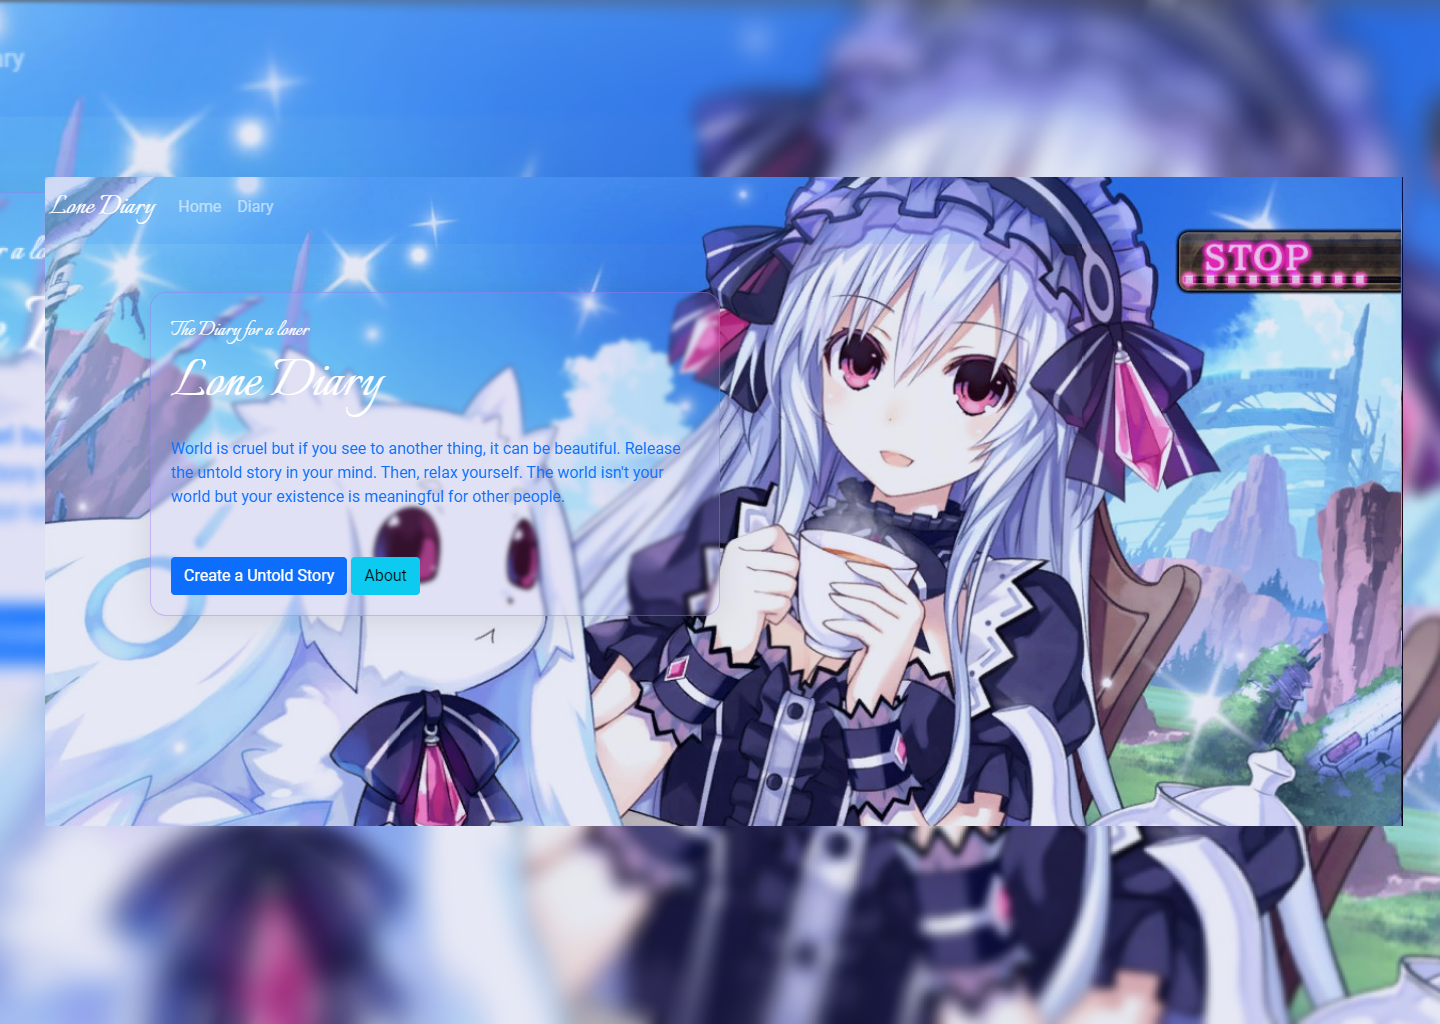 Lone Diary Home Diary
STOP
The Diary for a loner
Lone Diary
World is cruel but if you see to another thing, it can be beautiful. Release
the untold story in your mind. Then, relax yourself. The world isn't your
world but your existence is meaningful for other people.
Create a Untold Story About